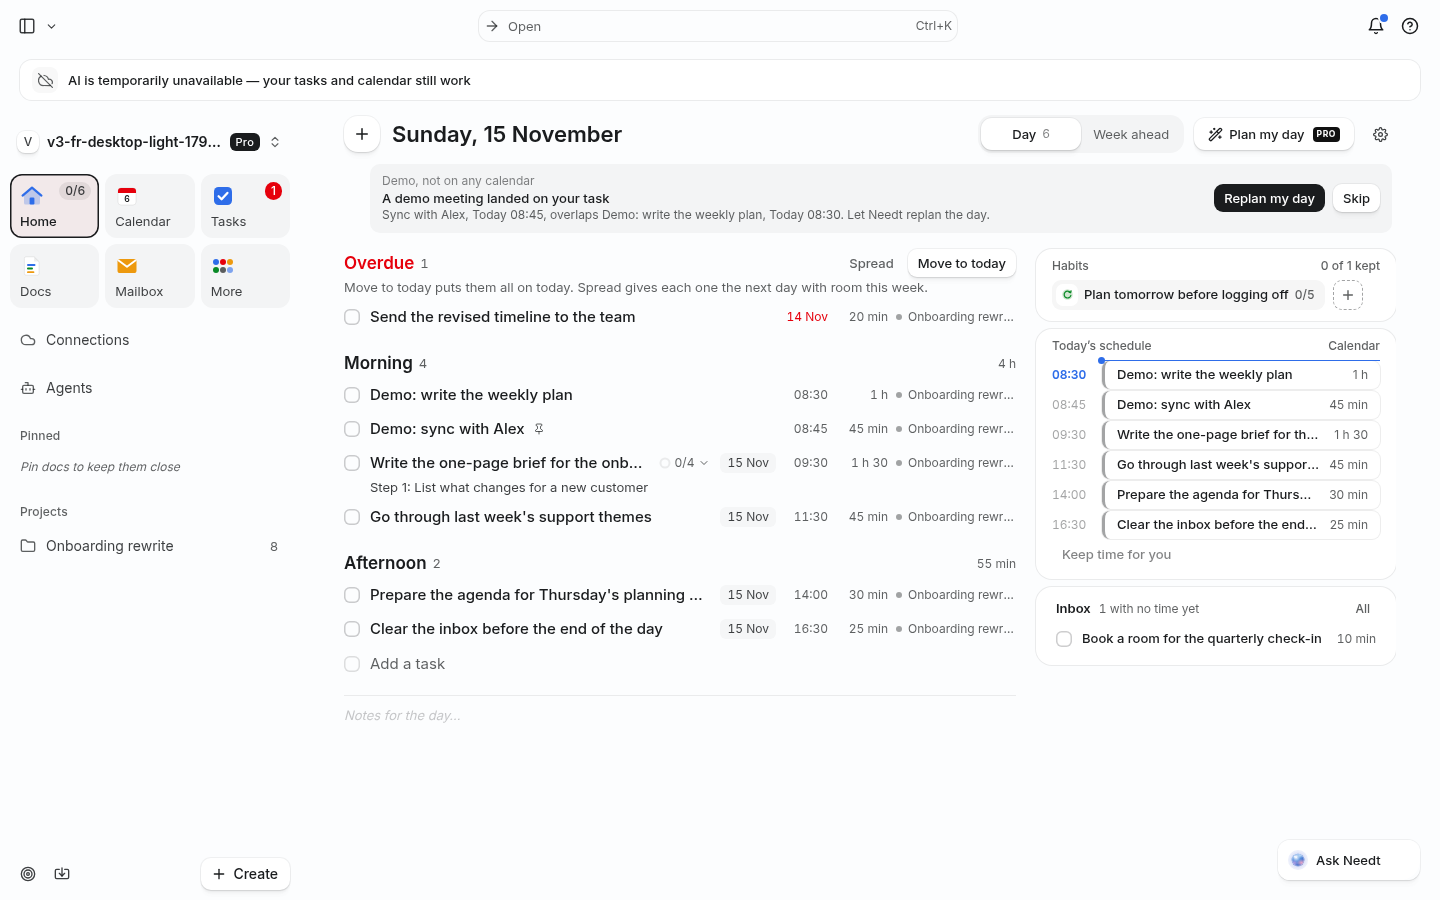 Open
Ctrl+K
AI is temporarily unavailable — your tasks and calendar still work
V
v3-fr-desktop-light-179...
Pro
Home
0/6
6
Calendar
Tasks
1
Docs
Mailbox
More
Connections
Agents
Pinned
Pin docs to keep them close
Projects
Onboarding rewrite 8
Create
Sunday, 15 November
Day 6
Week ahead
Plan my day PRO
Demo, not on any calendar
A demo meeting landed on your task
Sync with Alex, Today 08:45, overlaps Demo: write the weekly plan, Today 08:30. Let Needt replan the day.
Replan my day
Skip
Overdue 1
Spread
Move to today
Move to today puts them all on today. Spread gives each one the next day with room this week.
Send the revised timeline to the team 14 Nov 20 min Onboarding rewr...
Morning 4 4 h
Demo: write the weekly plan 08:30 1 h Onboarding rewr...
Demo: sync with Alex 08:45 45 min Onboarding rewr...
Write the one-page brief for the onb... 0/4 15 Nov 09:30 1 h 30 Onboarding rewr...
Step 1: List what changes for a new customer
Go through last week's support themes 15 Nov 11:30 45 min Onboarding rewr...
Afternoon 2 55 min
Prepare the agenda for Thursday's planning ... 15 Nov 14:00 30 min Onboarding rewr...
Clear the inbox before the end of the day 15 Nov 16:30 25 min Onboarding rewr...
Add a task
Notes for the day...
Habits 0 of 1 kept
Plan tomorrow before logging off 0/5
Today's schedule Calendar
08:30 Demo: write the weekly plan 1 h
08:45 Demo: sync with Alex 45 min
09:30 Write the one-page brief for th... 1 h 30
11:30 Go through last week's suppor... 45 min
14:00 Prepare the agenda for Thurs... 30 min
16:30 Clear the inbox before the end... 25 min
Keep time for you
Inbox 1 with no time yet All
Book a room for the quarterly check-in 10 min
Ask Needt